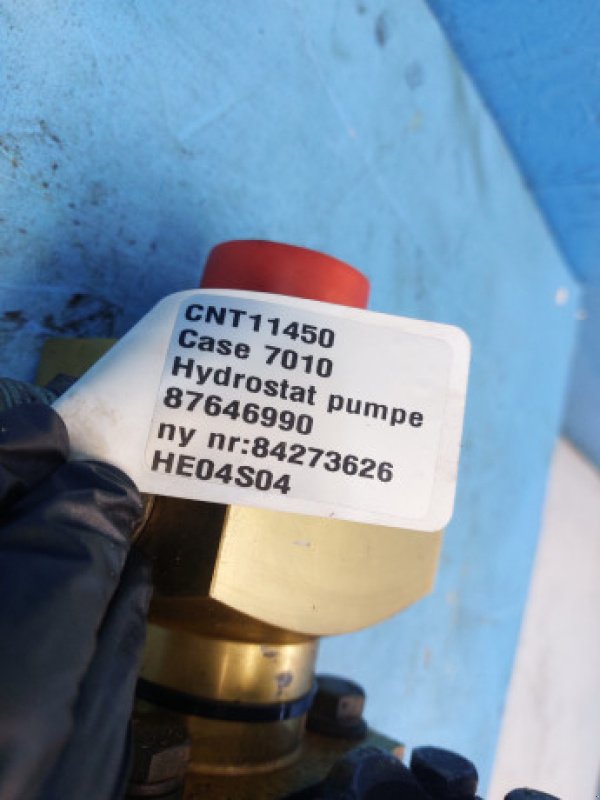 CNT11450
Case 7010
Hydrostat pumpe
87646990
ny nr:84273626
HE04S04